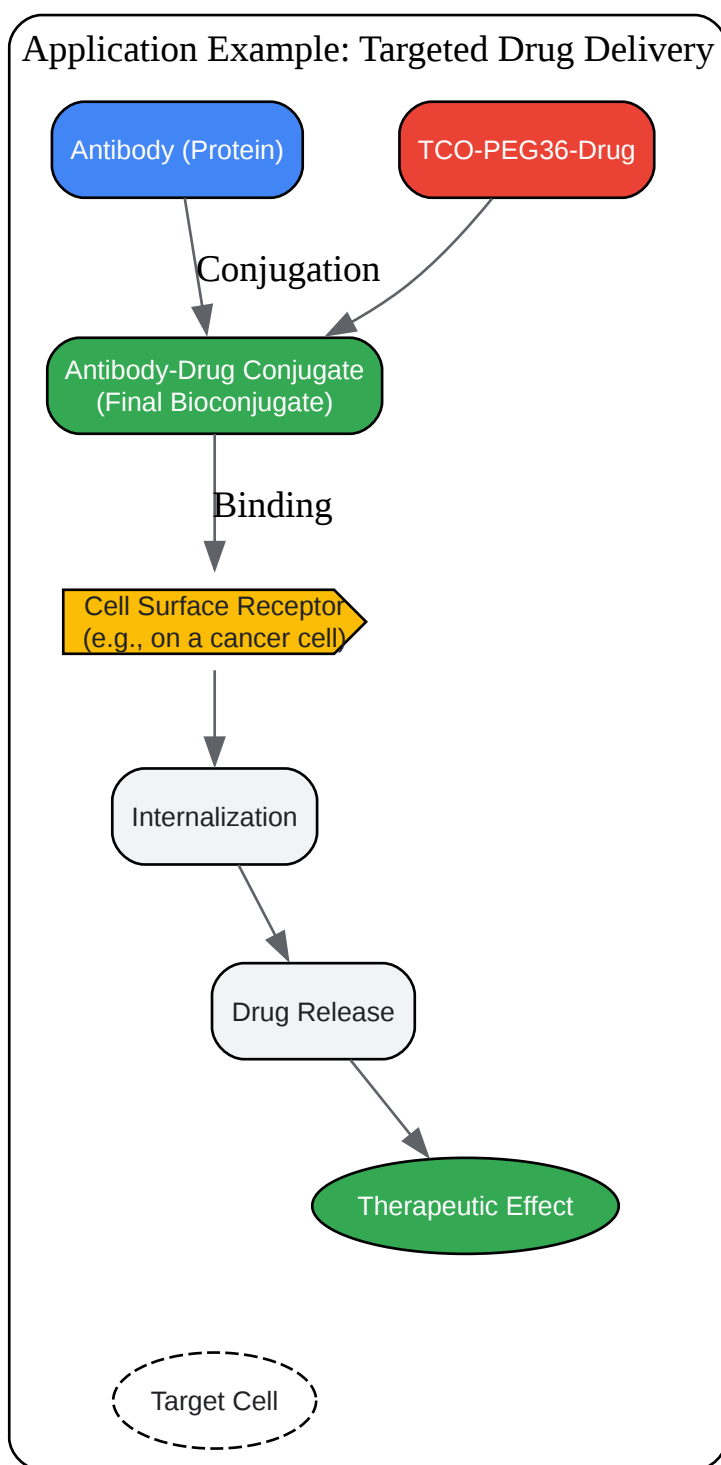 Application Example: Targeted Drug Delivery
Antibody (Protein)
TCO-PEG36-Drug
Conjugation
Antibody-Drug Conjugate
(Final Bioconjugate)
Binding
Cell Surface Receptor
(e.g., on a cancer cell)
Internalization
Drug Release
Therapeutic Effect
Target Cell